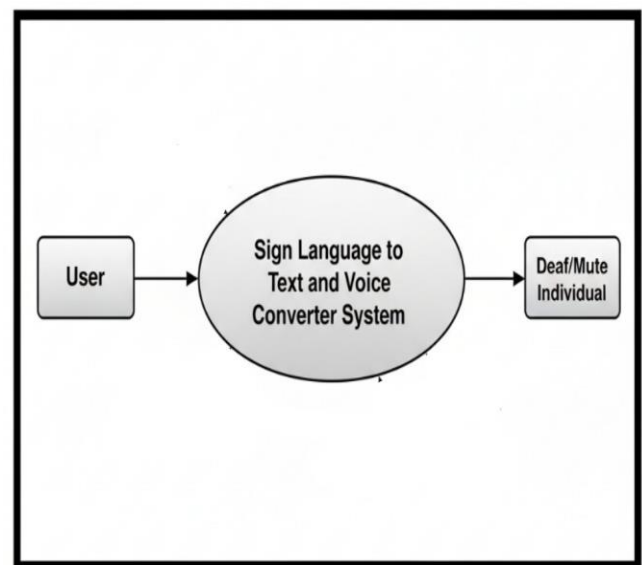 User
Sign Language to
Text and Voice
Converter System
Deaf/Mute
Individual